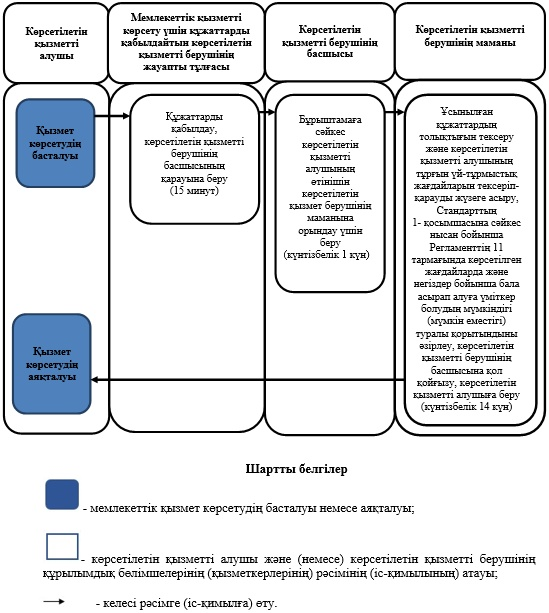 Көрсетілетін
қызметті
алушы
Мемлекеттік қызметті
көрсету үшін құжаттарды
қабылдайтын көрсетілетін
қызметті берушінің
жауапты тұлғасы
Көрсетілетін
қызметті берушінің
басшысы
Көрсетілетін қызметті
берушінің маманы
Қызмет
көрсетудің
басталуы
Құжаттарды
қабылдау,
көрсетілетін қызметті
берушінің
басшысының
қарауына беру
(15 минут)
Бұрыштамаға
сәйкес
көрсетілетін
қызметті
алушының
өтінішін
көрсетілетін
қызмет берушінің
маманына
орындау үшін
беру
(күнтізбелік 1 күн)
Ұсынылған
құжаттардың
толықтығын тексеру
және көрсетілетін
қызметті алушының
тұрғын үй-тұрмыстық
жағдайларын тексеріп-
қарауды жүзеге асыру,
Стандарттың
1- қосымшасына сәйкес
нысан бойынша
Регламенттің 11
тармағында көрсетілген
жағдайларда және
негіздер бойынша бала
асырап алуға үміткер
болудың мүмкіндігі
(мүмкін еместігі)
туралы қорытындыны
әзірлеу, көрсетілетін
қызметті берушінің
басшысына қол
қойғызу, көрсетілетін
қызметті алушыға беру
(күнтізбелік 14 күн)
Қызмет
көрсетудің
аяқталуы
Шартты белгілер
- мемлекеттік қызмет көрсетудің басталуы немесе аяқталуы;
- көрсетілетін қызметті алушы және (немесе) көрсетілетін қызметті берушінің
құрылымдық бөлімшелерінің (қызметкерлерінің) рәсімінің (іс-қимылының) атауы;
- келесі рәсімге (іс-қимылға) өту.